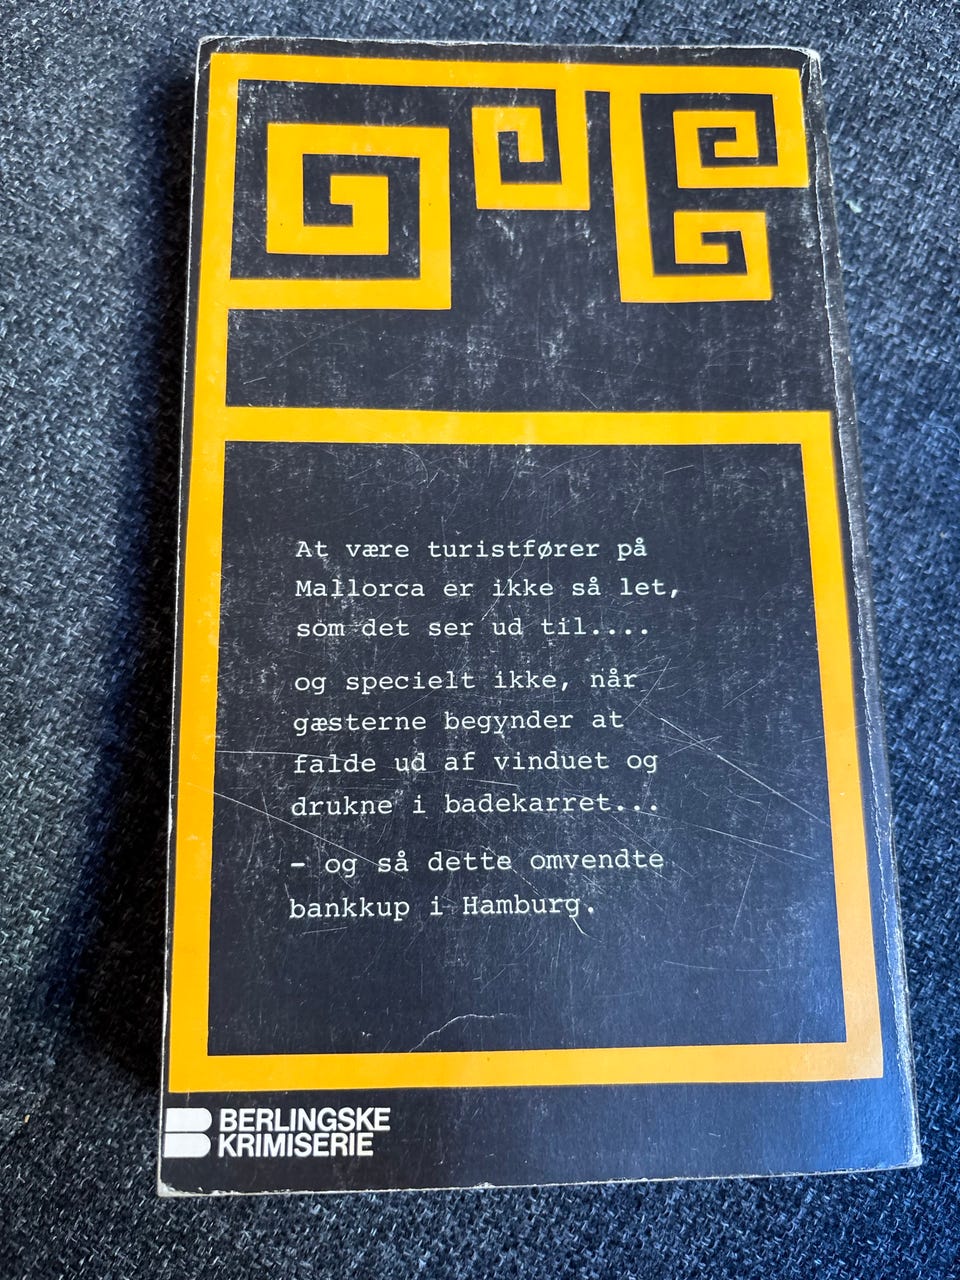 At være turistfører på
Mallorca er ikke så let,
som det ser ud til....
og specielt ikke, når
gæsterne begynder at
falde ud af vinduet og
drukne i badekarret...
– og så dette omvendte
bankkup i Hamburg.
BERLINGSKE
KRIMISERIE